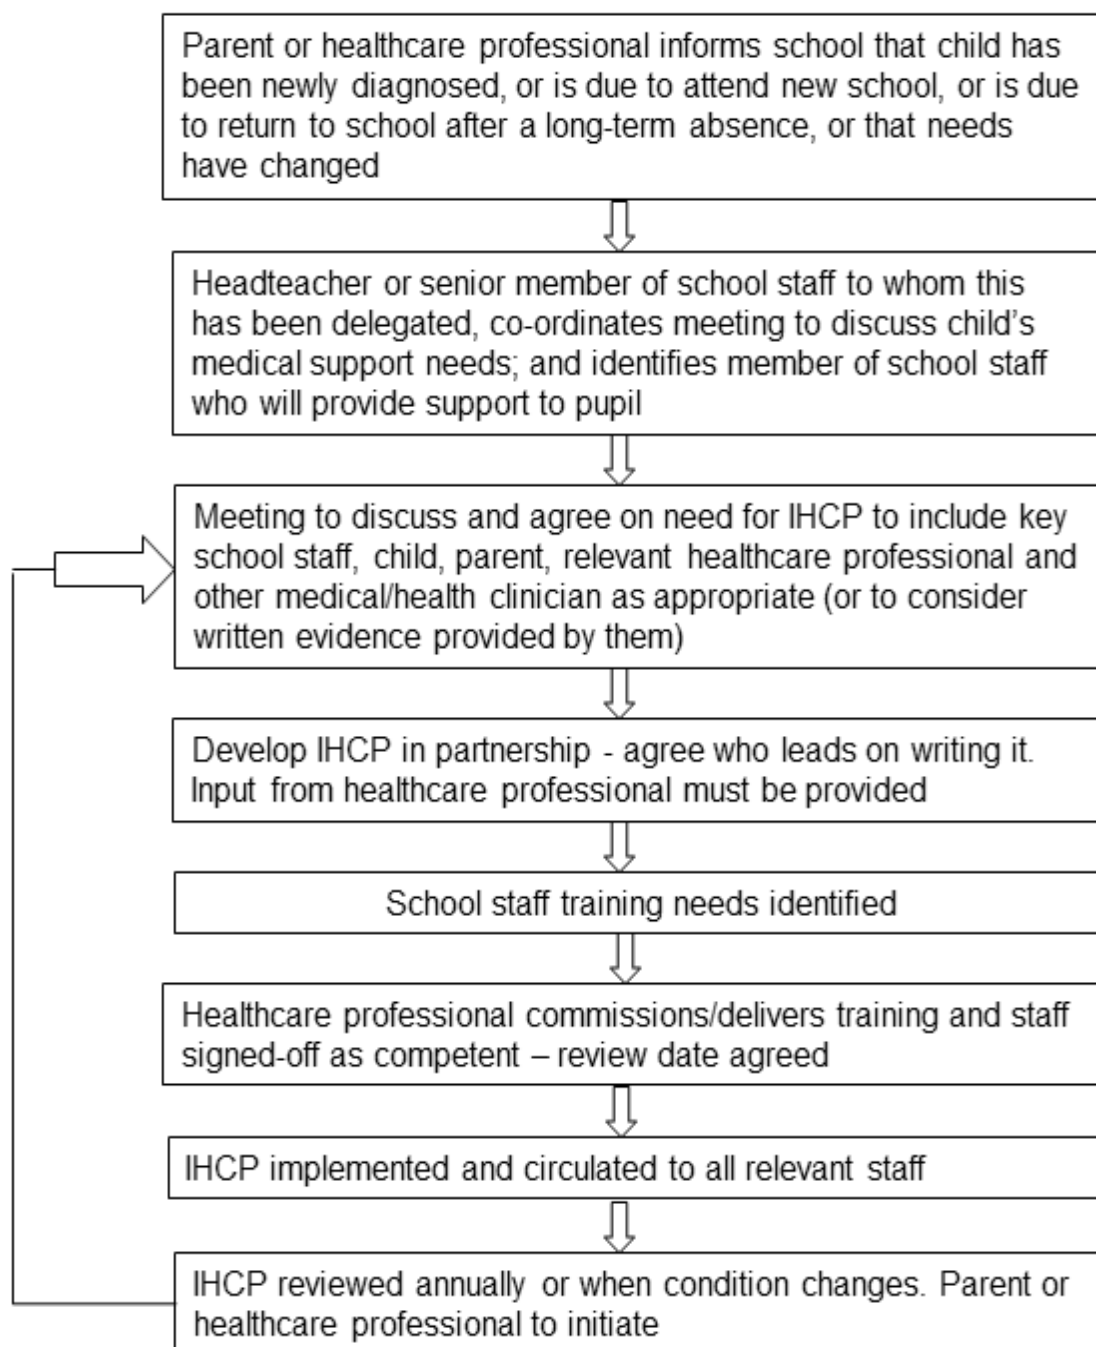 Parent or healthcare professional informs school that child has
been newly diagnosed, or is due to attend new school, or is due
to return to school after a long-term absence, or that needs
have changed
Headteacher or senior member of school staff to whom this
has been delegated, co-ordinates meeting to discuss child’s
medical support needs; and identifies member of school staff
who will provide support to pupil
Meeting to discuss and agree on need for IHCP to include key
school staff, child, parent, relevant healthcare professional and
other medical/health clinician as appropriate (or to consider
written evidence provided by them)
Develop IHCP in partnership - agree who leads on writing it.
Input from healthcare professional must be provided
School staff training needs identified
Healthcare professional commissions/delivers training and staff
signed-off as competent – review date agreed
IHCP implemented and circulated to all relevant staff
IHCP reviewed annually or when condition changes. Parent or
healthcare professional to initiate